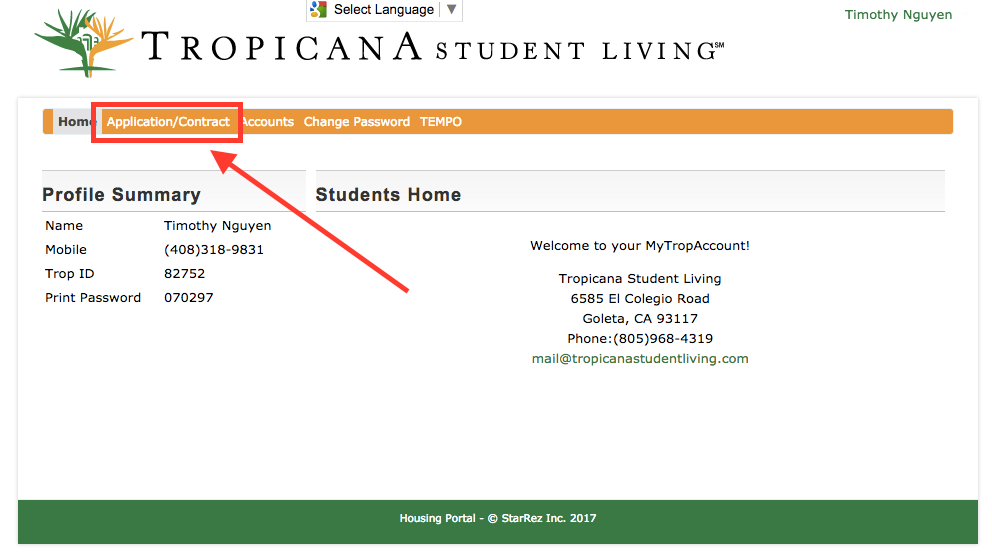 Select Language ▼
Timothy Nguyen
TROPICANA STUDENT LIVING℠
Home Application/Contract Accounts Change Password TEMPO
Profile Summary
Name Timothy Nguyen
Mobile (408)318-9831
Trop ID 82752
Print Password 070297
Students Home
Welcome to your MyTropAccount!
Tropicana Student Living
6585 El Colegio Road
Goleta, CA 93117
Phone:(805)968-4319
mail@tropicanastudentliving.com
Housing Portal - © StarRez Inc. 2017